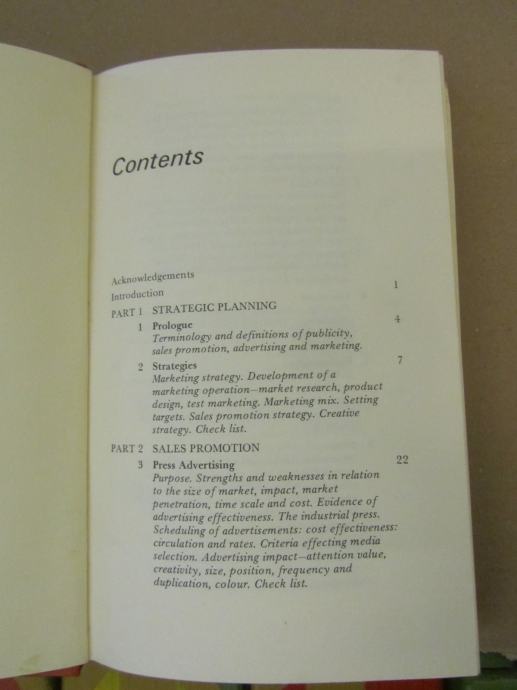 Contents
Acknowledgements
Introduction 1
PART 1 STRATEGIC PLANNING
1 Prologue 4
Terminology and definitions of publicity,
sales promotion, advertising and marketing.
2 Strategies 7
Marketing strategy. Development of a
marketing operation—market research, product
design, test marketing. Marketing mix. Setting
targets. Sales promotion strategy. Creative
strategy. Check list.
PART 2 SALES PROMOTION
3 Press Advertising 22
Purpose. Strengths and weaknesses in relation
to the size of market, impact, market
penetration, time scale and cost. Evidence of
advertising effectiveness. The industrial press.
Scheduling of advertisements: cost effectiveness:
circulation and rates. Criteria effecting media
selection. Advertising impact—attention value,
creativity, size, position, frequency and
duplication, colour. Check list.